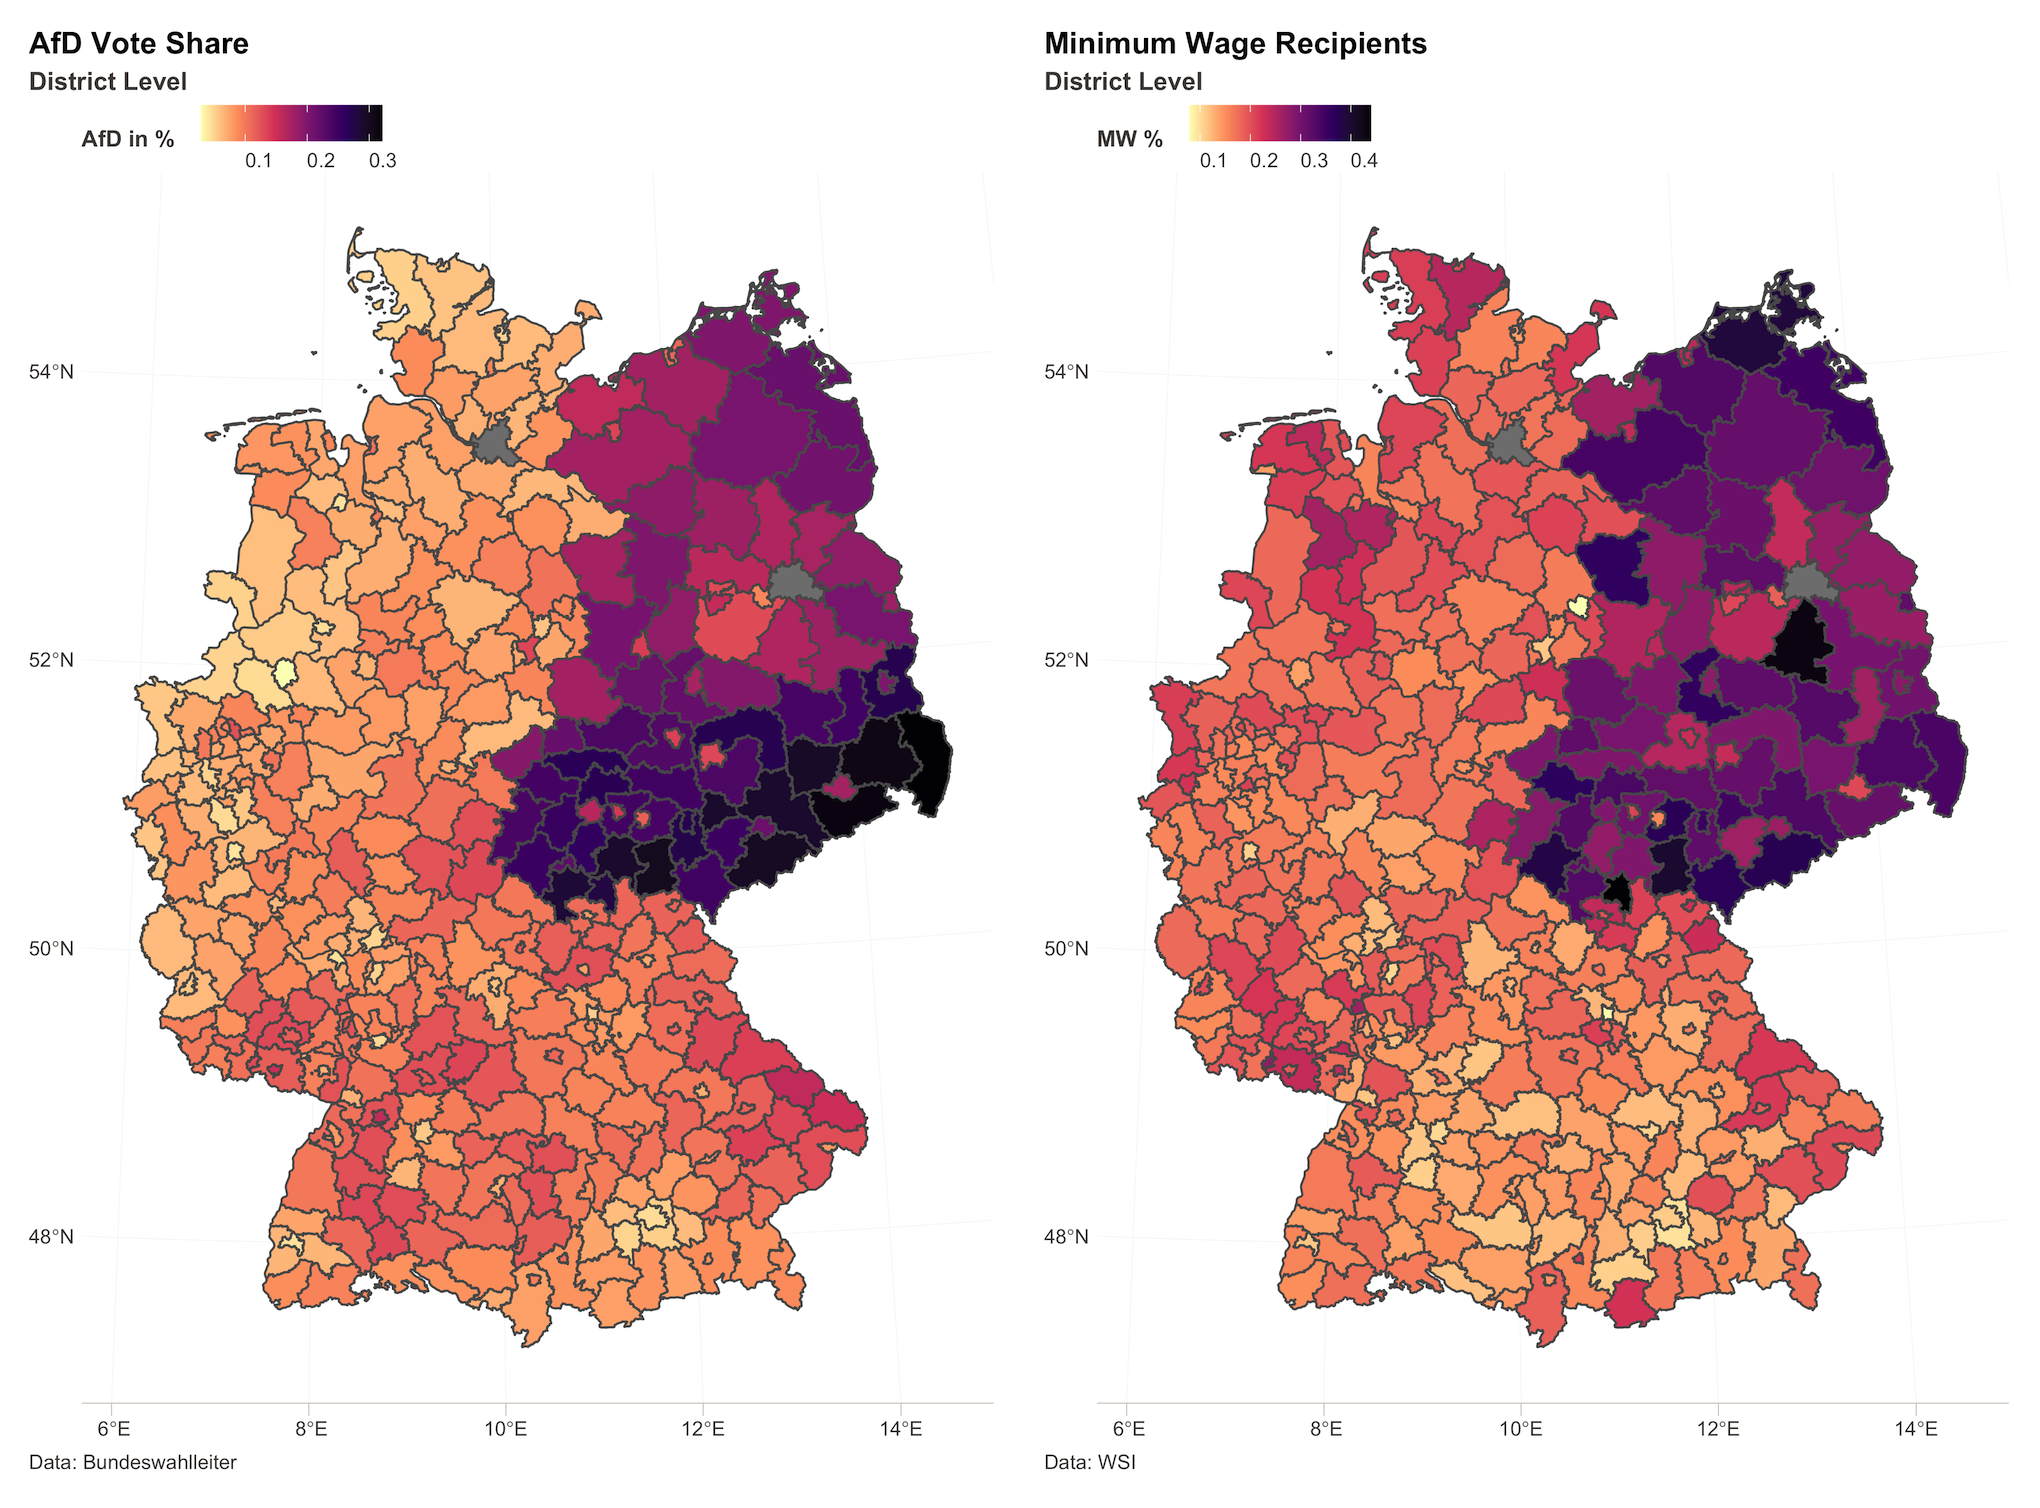 AfD Vote Share
District Level
AfD in %
0.1 0.2 0.3
54°N
52°N
50°N
48°N
6°E 8°E 10°E 12°E 14°E
Data: Bundeswahlleiter
Minimum Wage Recipients
District Level
MW %
0.1 0.2 0.3 0.4
54°N
52°N
50°N
48°N
6°E 8°E 10°E 12°E 14°E
Data: WSI